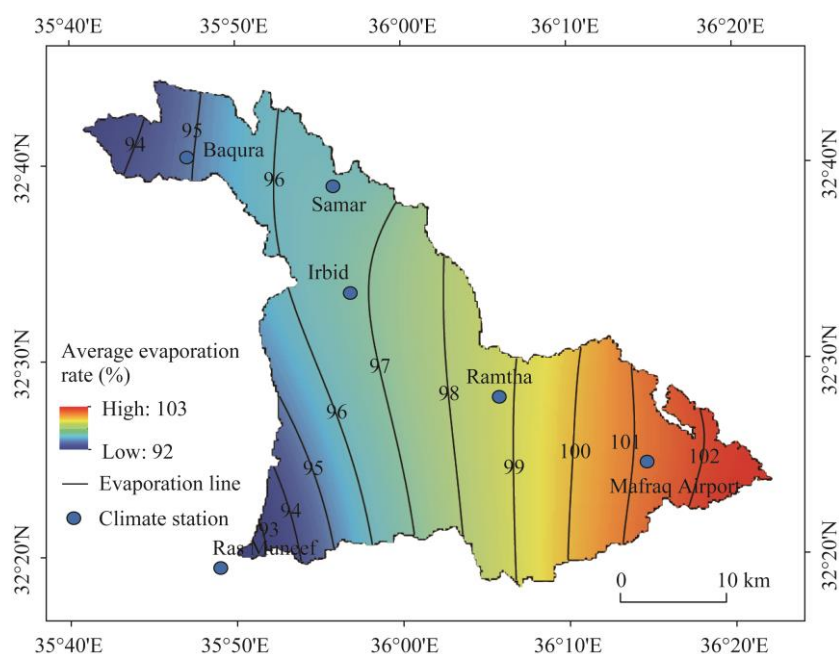 35°40'E 35°50'E 36°00'E 36°10'E 36°20'E
32°40'N 32°40'N
94 95 Baqura
96 Samar
Irbid
32°30'N 32°30'N
Average evaporation
rate (%)
High: 103
Low: 92
Evaporation line
Climate station
97
98 Ramtha
96
95 99 100 101 102
94 Mafraq Airport
93
Ras Muneef
32°20'N 32°20'N
0 10 km
35°40'E 35°50'E 36°00'E 36°10'E 36°20'E